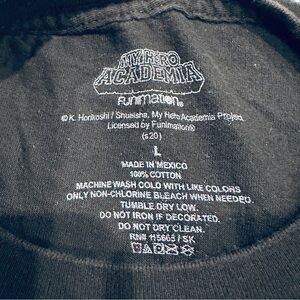 MY HERO
ACADEMIA
FUNIMATION®
© K. Horikoshi / Shueisha, My Hero Academia Project
Licensed by Funimation®
(s20)
L
MADE IN MEXICO
100% COTTON
MACHINE WASH COLD WITH LIKE COLORS
ONLY NON-CHLORINE BLEACH WHEN NEEDED
TUMBLE DRY LOW.
DO NOT IRON IF DECORATED.
DO NOT DRY CLEAN.
RN# 115665 / SK